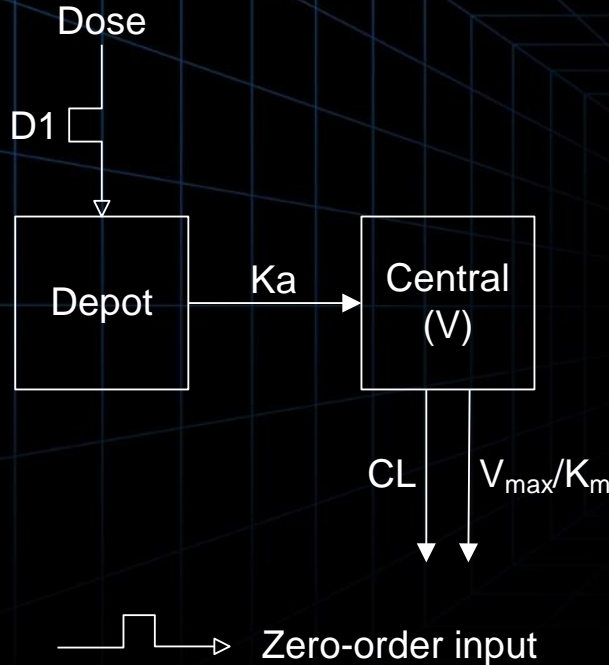 Dose
D1
Depot
Ka
Central
(V)
CL
Vmax/Km
Zero-order input